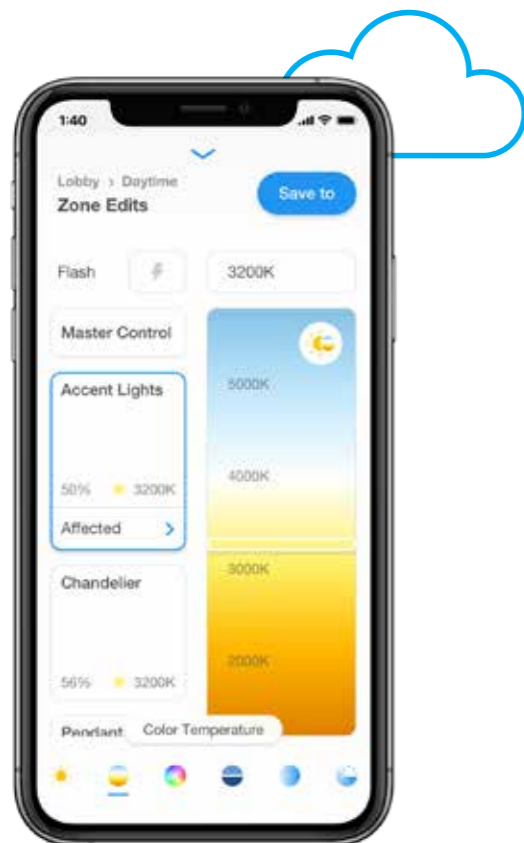 1:40
Lobby > Daytime
Zone Edits
Save to
Flash
3200K
Master Control
Accent Lights
50% 3200K
Affected >
5000K
4000K
3000K
2000K
Chandelier
56% 3200K
Pendant
Color Temperature